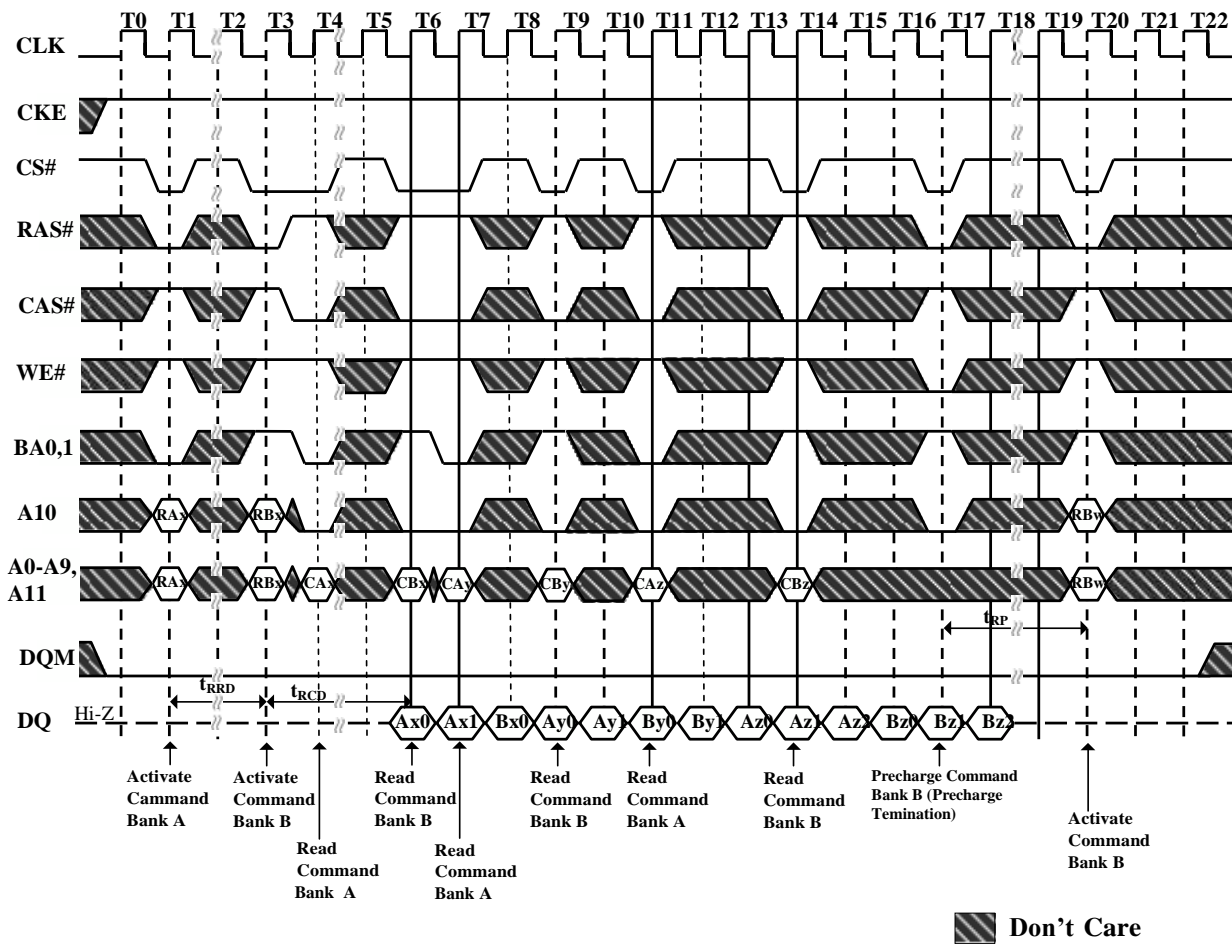 T0 T1 T2 T3 T4 T5 T6 T7 T8 T9 T10 T11 T12 T13 T14 T15 T16 T17 T18 T19 T20 T21 T22
CLK
CKE
CS#
RAS#
CAS#
WE#
BA0,1
A10
RAx RBx RBw
A0-A9,
A11
RAx RBx CAx CBx CAy CBy CAz CBz RBw
tRP
DQM
tRRD tRCD
DQ
Hi-Z
Ax0 Ax1 Bx0 Ay0 Ay1 By0 By1 Az0 Az1 Az2 Bz0 Bz1 Bz2
Activate
Cammand
Bank A
Activate
Command
Bank B
Read
Command
Bank A
Read
Command
Bank B
Read
Command
Bank A
Read
Command
Bank B
Read
Command
Bank A
Read
Command
Bank B
Precharge Command
Bank B (Precharge
Temination)
Activate
Command
Bank B
Don't Care